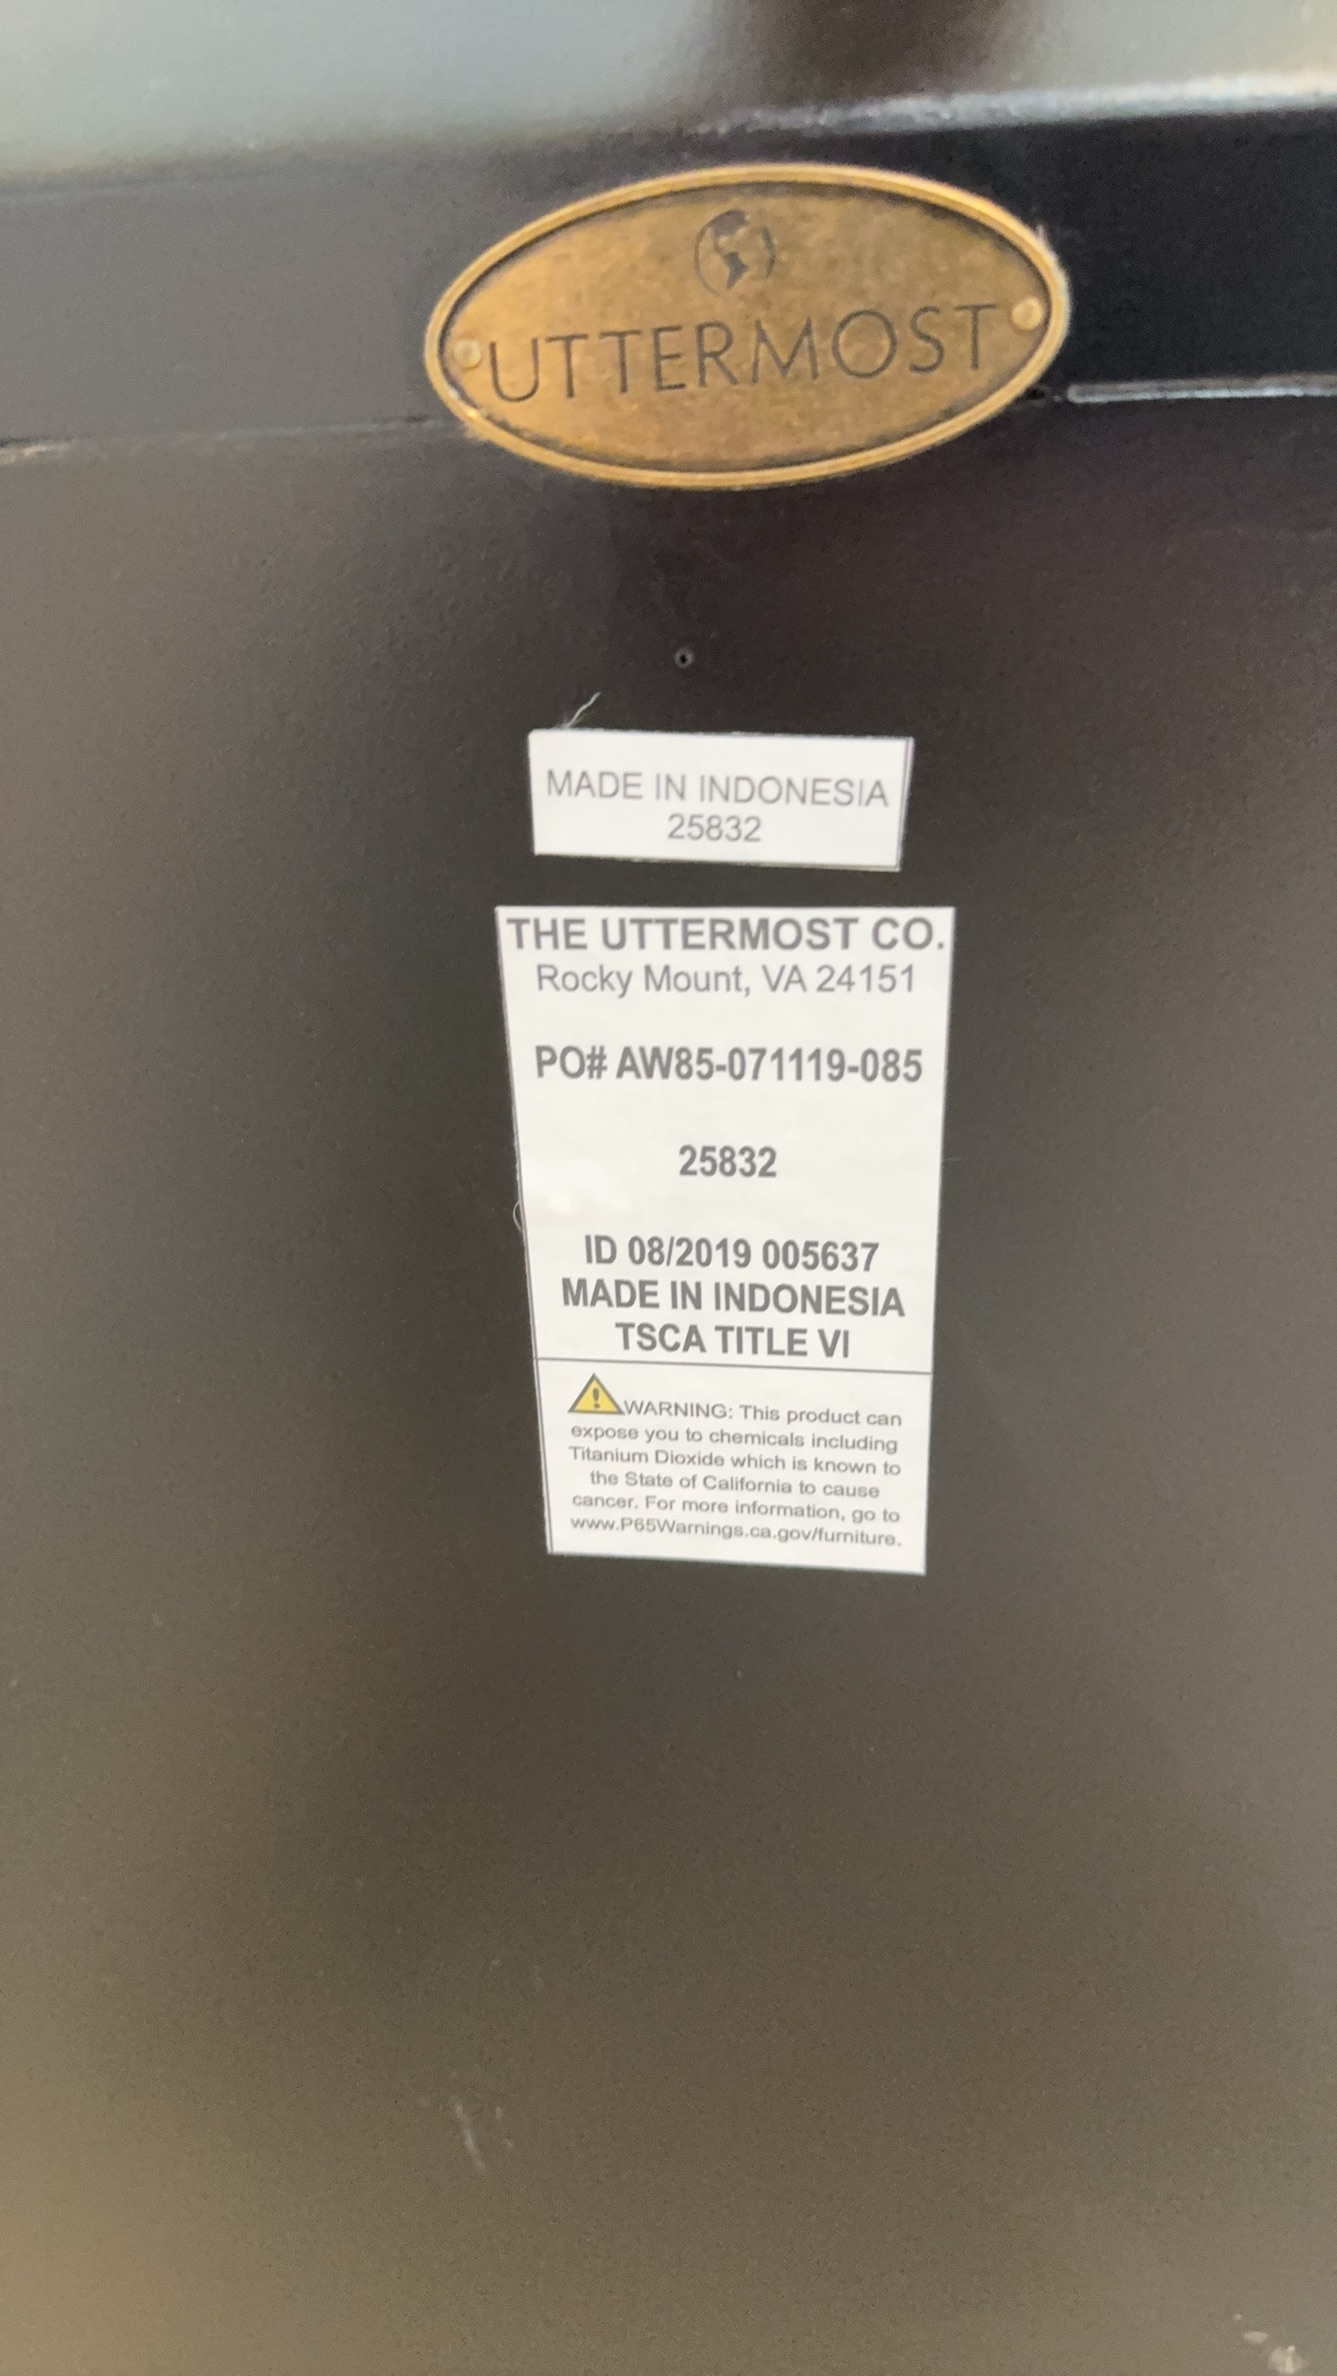 UTTERMOST
MADE IN INDONESIA
25832
THE UTTERMOST CO.
Rocky Mount, VA 24151
PO# AW85-071119-085
25832
ID 08/2019 005637
MADE IN INDONESIA
TSCA TITLE VI
WARNING: This product can
expose you to chemicals including
Titanium Dioxide which is known to
the State of California to cause
cancer. For more information, go to
www.P65Warnings.ca.gov/furniture.